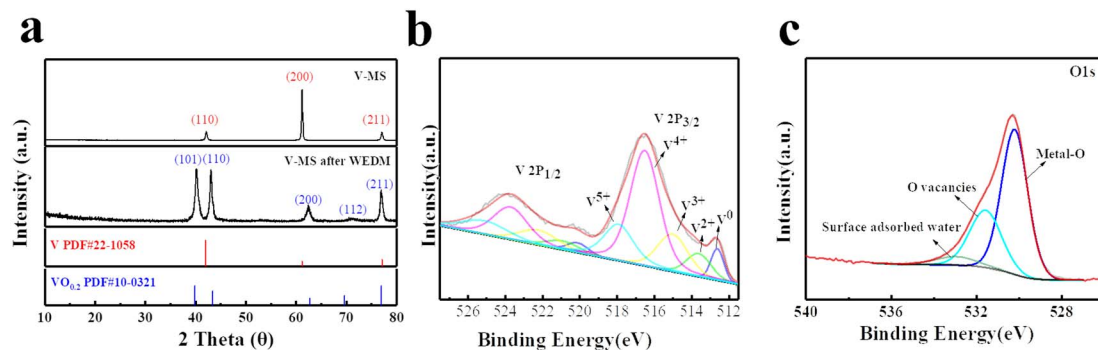 a
Intensity (a.u.)
V-MS
(110)
(200)
(211)
V-MS after WEDM
(101) (110)
(200)
(112)
(211)
V PDF#22-1058
VO0.2 PDF#10-0321
10 20 30 40 50 60 70 80
2 Theta (θ)
b
Intensity(a.u.)
V 2P1/2
V 2P3/2
V4+
V5+
V3+
V2+
V0
526 524 522 520 518 516 514 512
Binding Energy(eV)
c
Intensity(a.u.)
O1s
Metal-O
O vacancies
Surface adsorbed water
540 536 532 528
Binding Energy(eV)